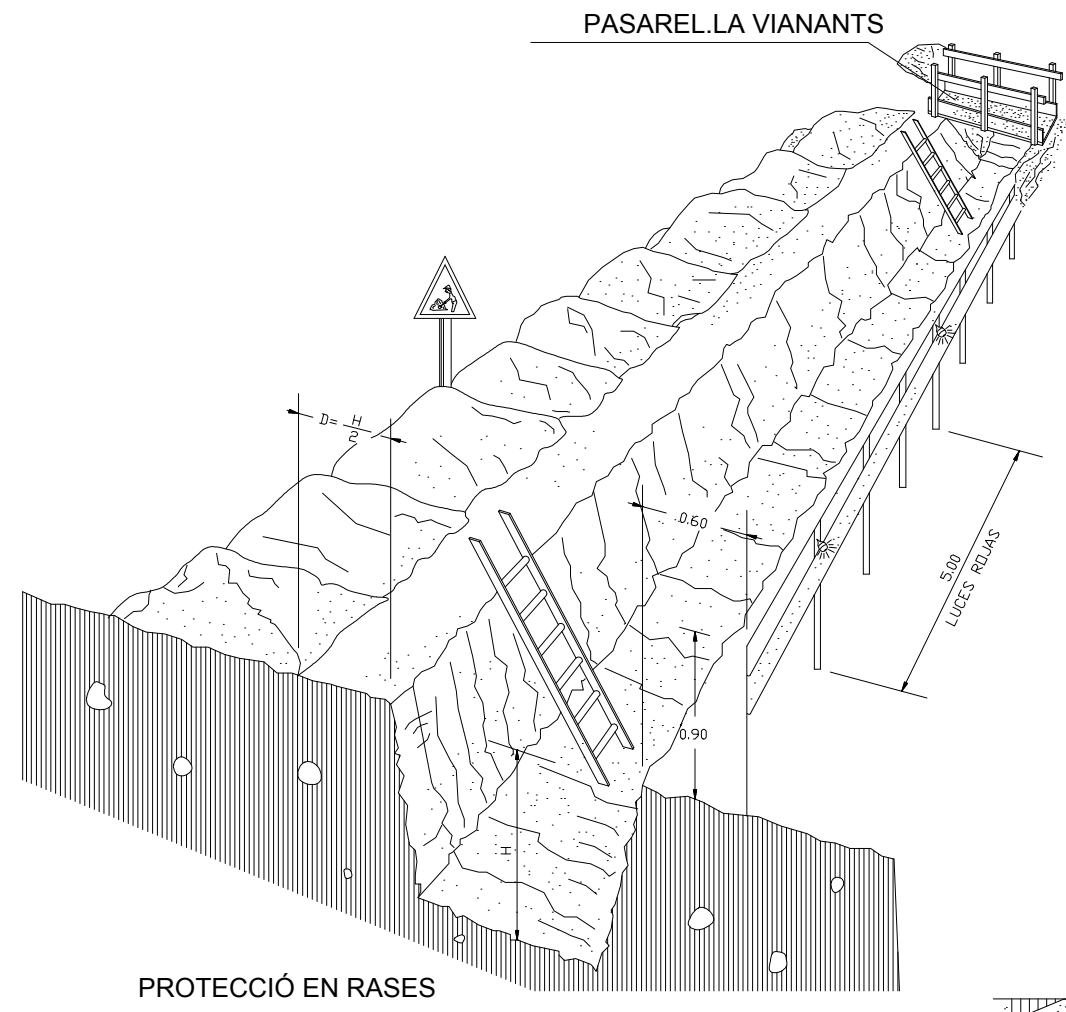 PASAREL.LA VIANANTS
D= H
2
0.60
5.00
LUCES ROJAS
0.90
H
PROTECCIÓ EN RASES